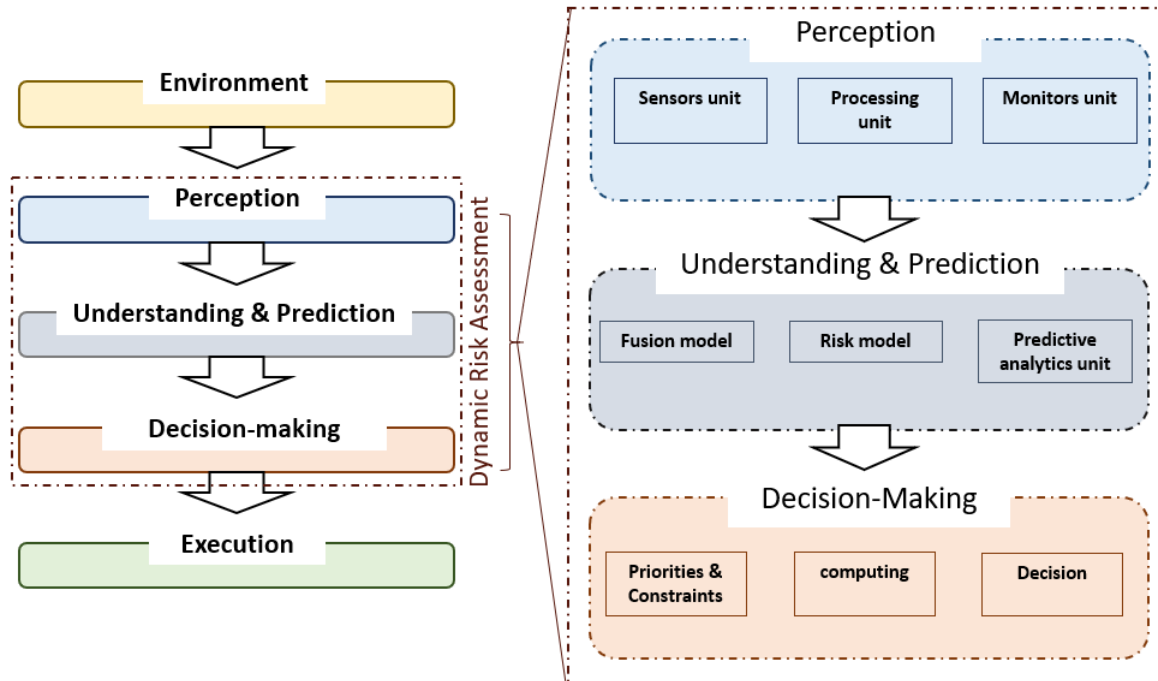 Environment
Perception
Understanding & Prediction
Decision-making
Execution
Dynamic Risk Assessment
Perception
Sensors unit
Processing
unit
Monitors unit
Understanding & Prediction
Fusion model
Risk model
Predictive
analytics unit
Decision-Making
Priorities &
Constraints
computing
Decision